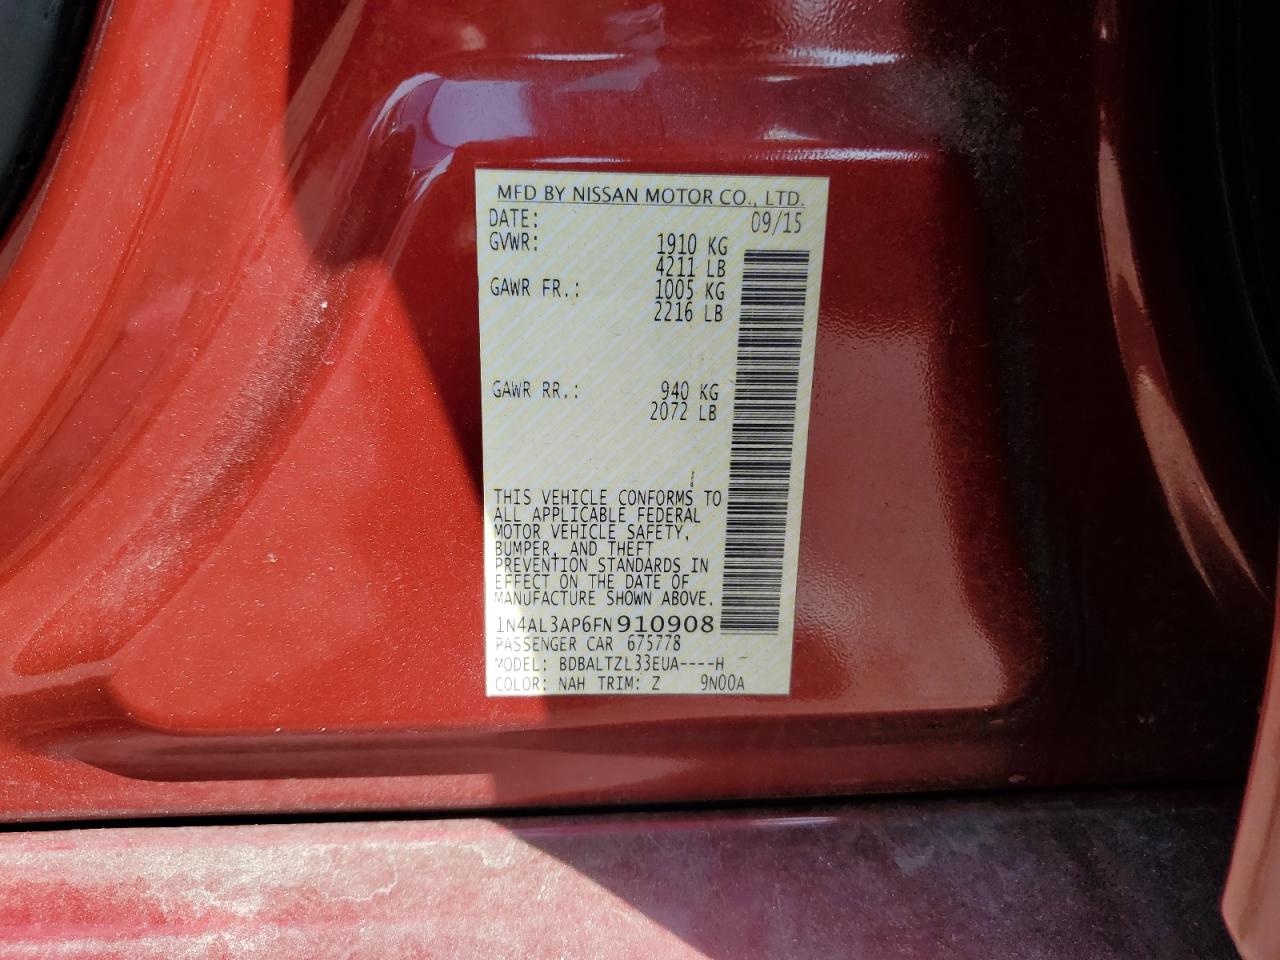 MFD BY NISSAN MOTOR CO., LTD.
DATE: 09/15
GVWR: 1910 KG
4211 LB
GAWR FR.: 1005 KG
2216 LB
GAWR RR.: 940 KG
2072 LB
THIS VEHICLE CONFORMS TO
ALL APPLICABLE FEDERAL
MOTOR VEHICLE SAFETY,
BUMPER, AND THEFT
PREVENTION STANDARDS IN
EFFECT ON THE DATE OF
MANUFACTURE SHOWN ABOVE.
1N4AL3AP6FN910908
PASSENGER CAR 675778
MODEL: BDBALTZL33EUA----H
COLOR: NAH TRIM: Z 9N00A